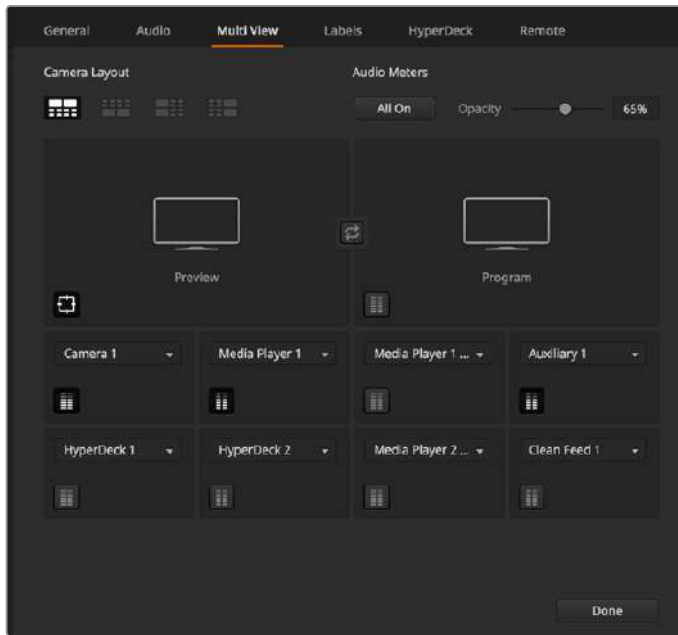 General Audio Multi View Labels HyperDeck Remote
Camera Layout Audio Meters
All On Opacity 65%
Preview Program
Camera 1 Media Player 1 Media Player 1 ... Auxiliary 1
HyperDeck 1 HyperDeck 2 Media Player 2 ... Clean Feed 1
Done